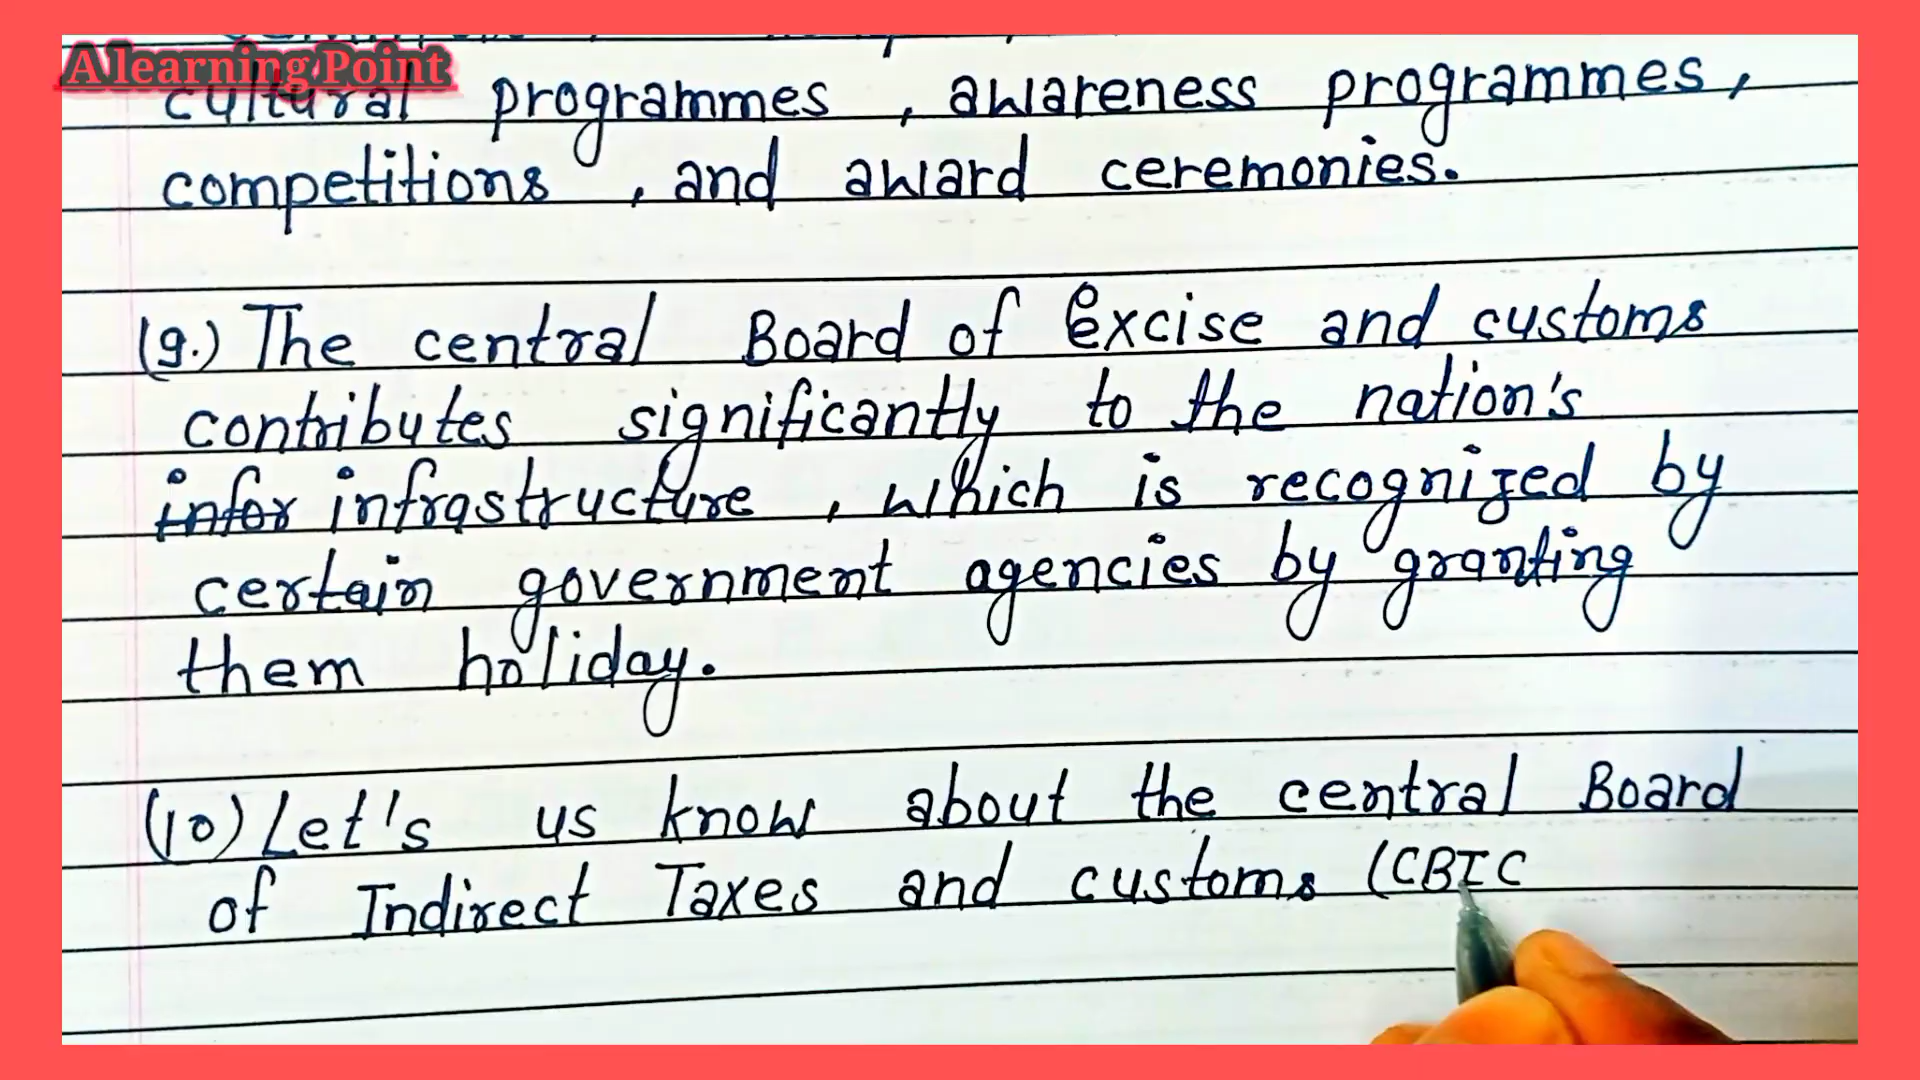 A learning Point
cultural programmes , awareness programmes,
competitions , and award ceremonies.
(9.) The central Board of Excise and customs
contributes significantly to the nation's
infor infrastructure , which is recognized by
certain government agencies by granting
them holiday.
(10) Let's us know about the central Board
of Indirect Taxes and customs (CBIC